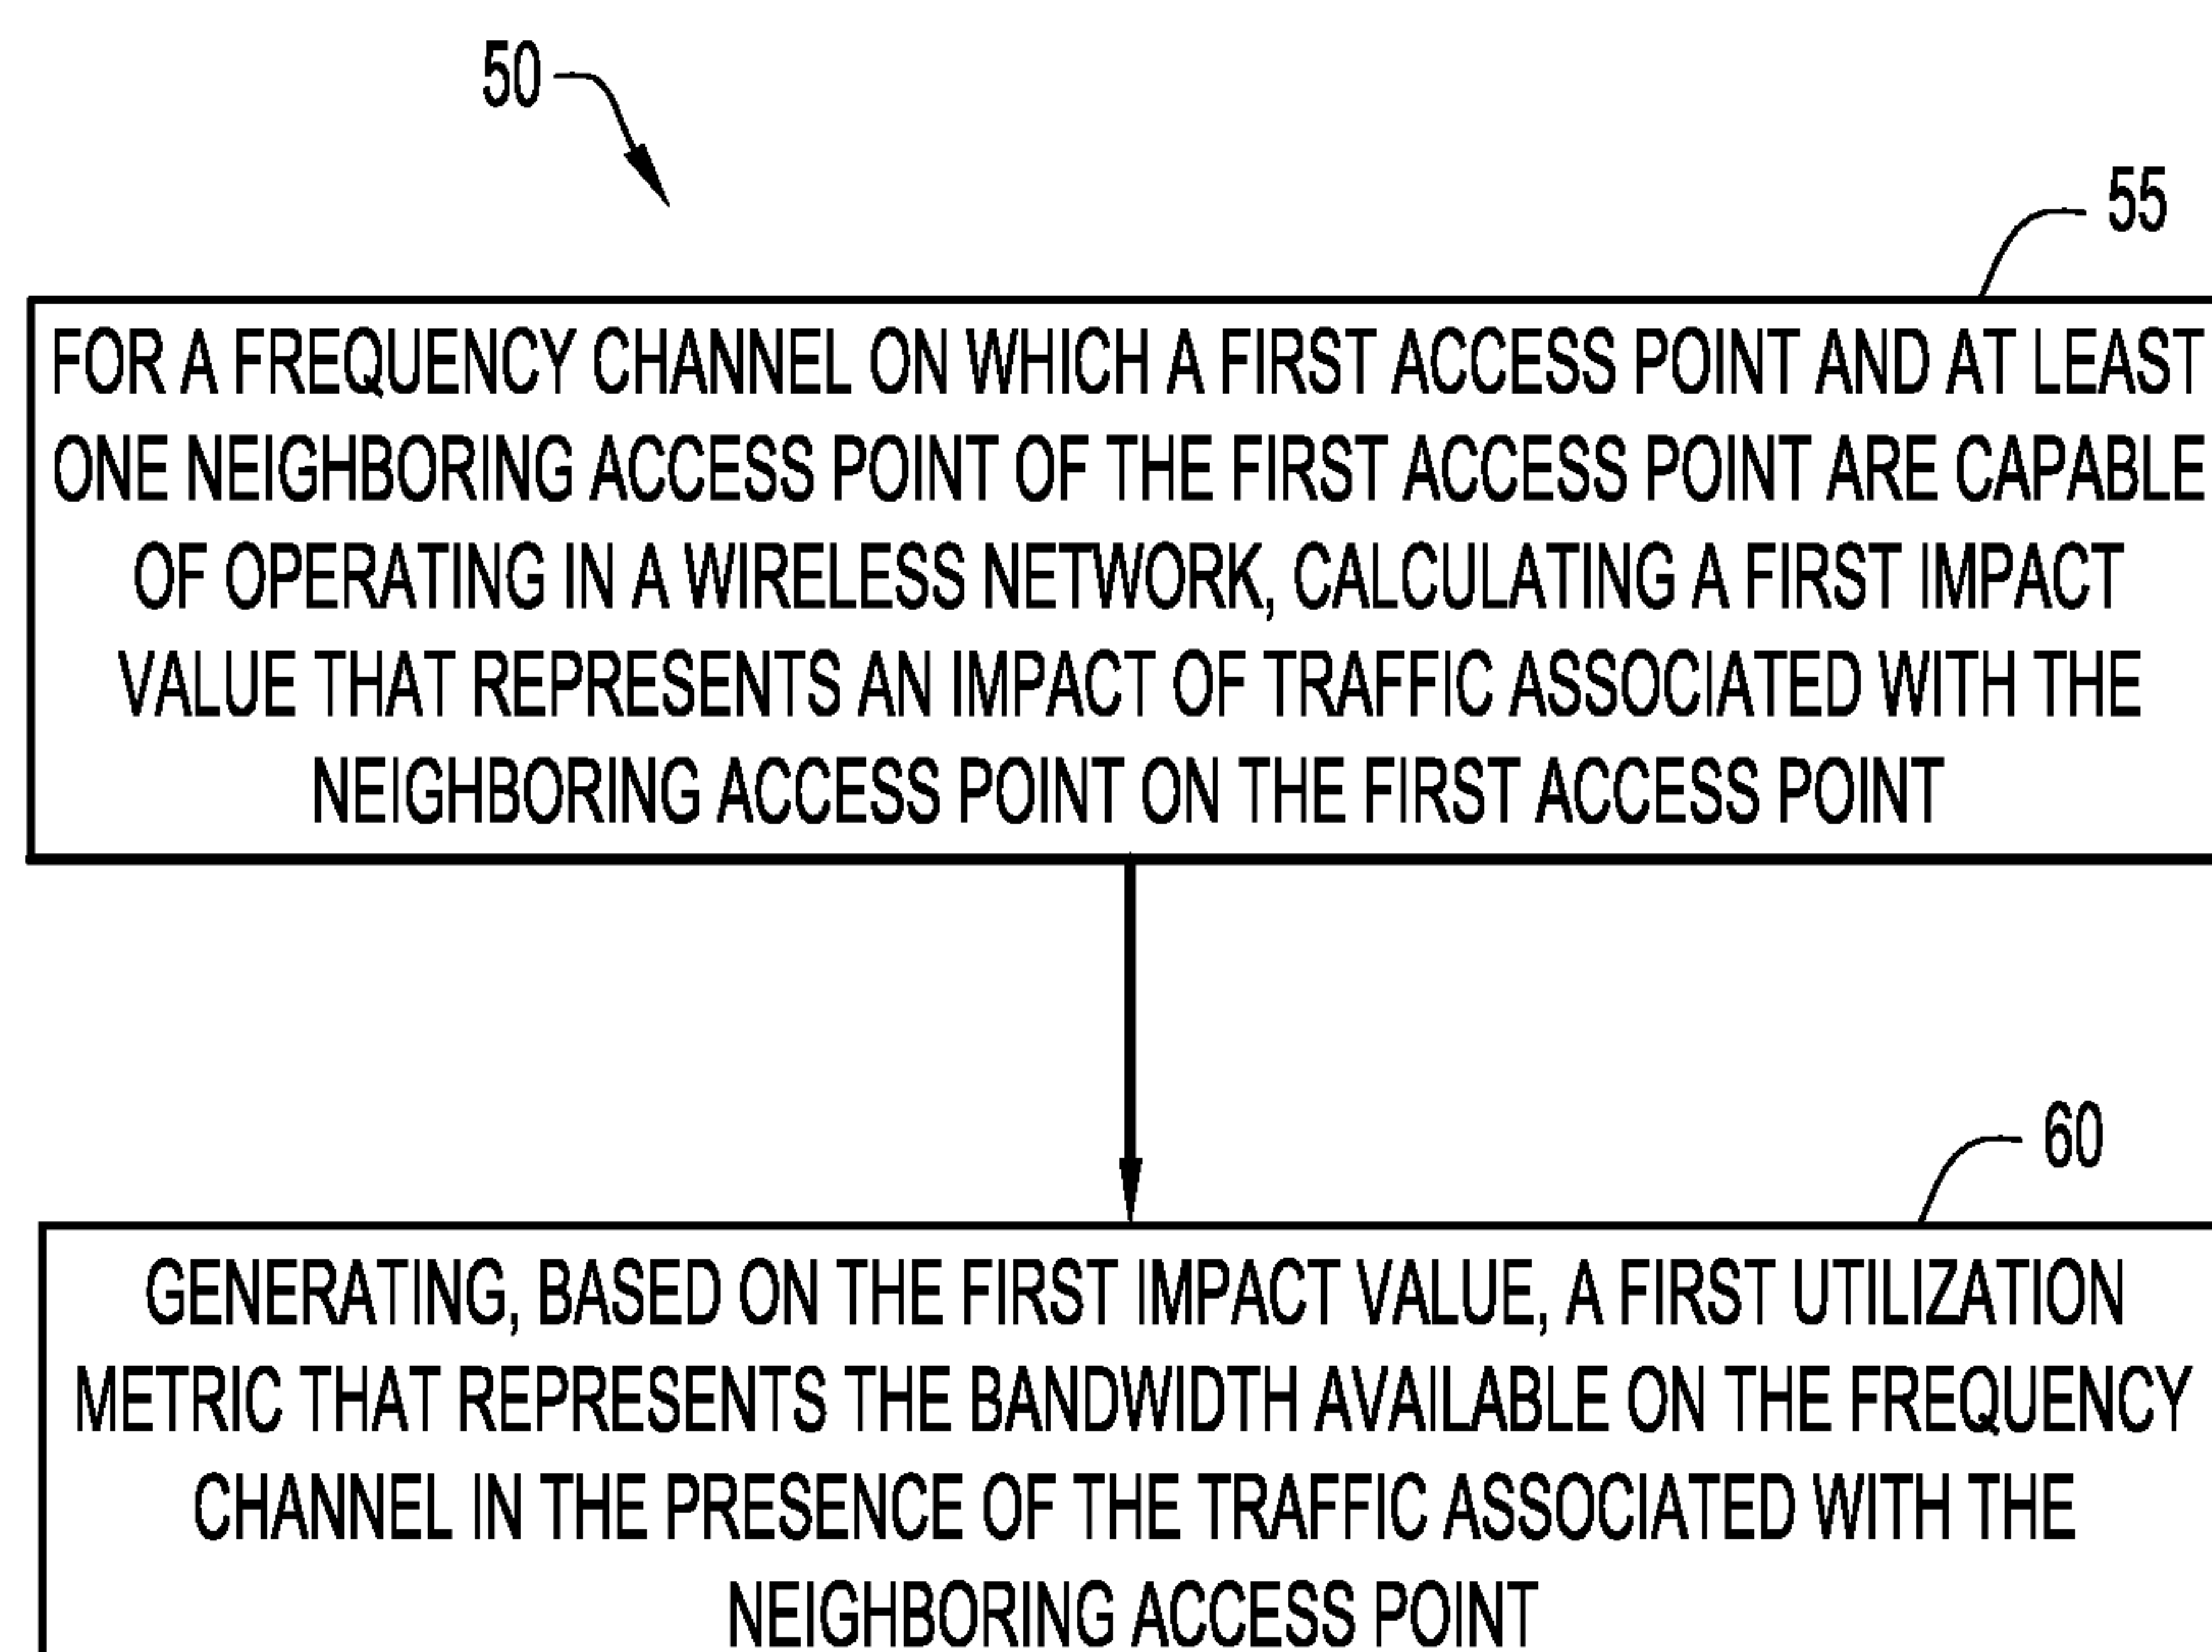 50
55
FOR A FREQUENCY CHANNEL ON WHICH A FIRST ACCESS POINT AND AT LEAST
ONE NEIGHBORING ACCESS POINT OF THE FIRST ACCESS POINT ARE CAPABLE
OF OPERATING IN A WIRELESS NETWORK, CALCULATING A FIRST IMPACT
VALUE THAT REPRESENTS AN IMPACT OF TRAFFIC ASSOCIATED WITH THE
NEIGHBORING ACCESS POINT ON THE FIRST ACCESS POINT
60
GENERATING, BASED ON THE FIRST IMPACT VALUE, A FIRST UTILIZATION
METRIC THAT REPRESENTS THE BANDWIDTH AVAILABLE ON THE FREQUENCY
CHANNEL IN THE PRESENCE OF THE TRAFFIC ASSOCIATED WITH THE
NEIGHBORING ACCESS POINT